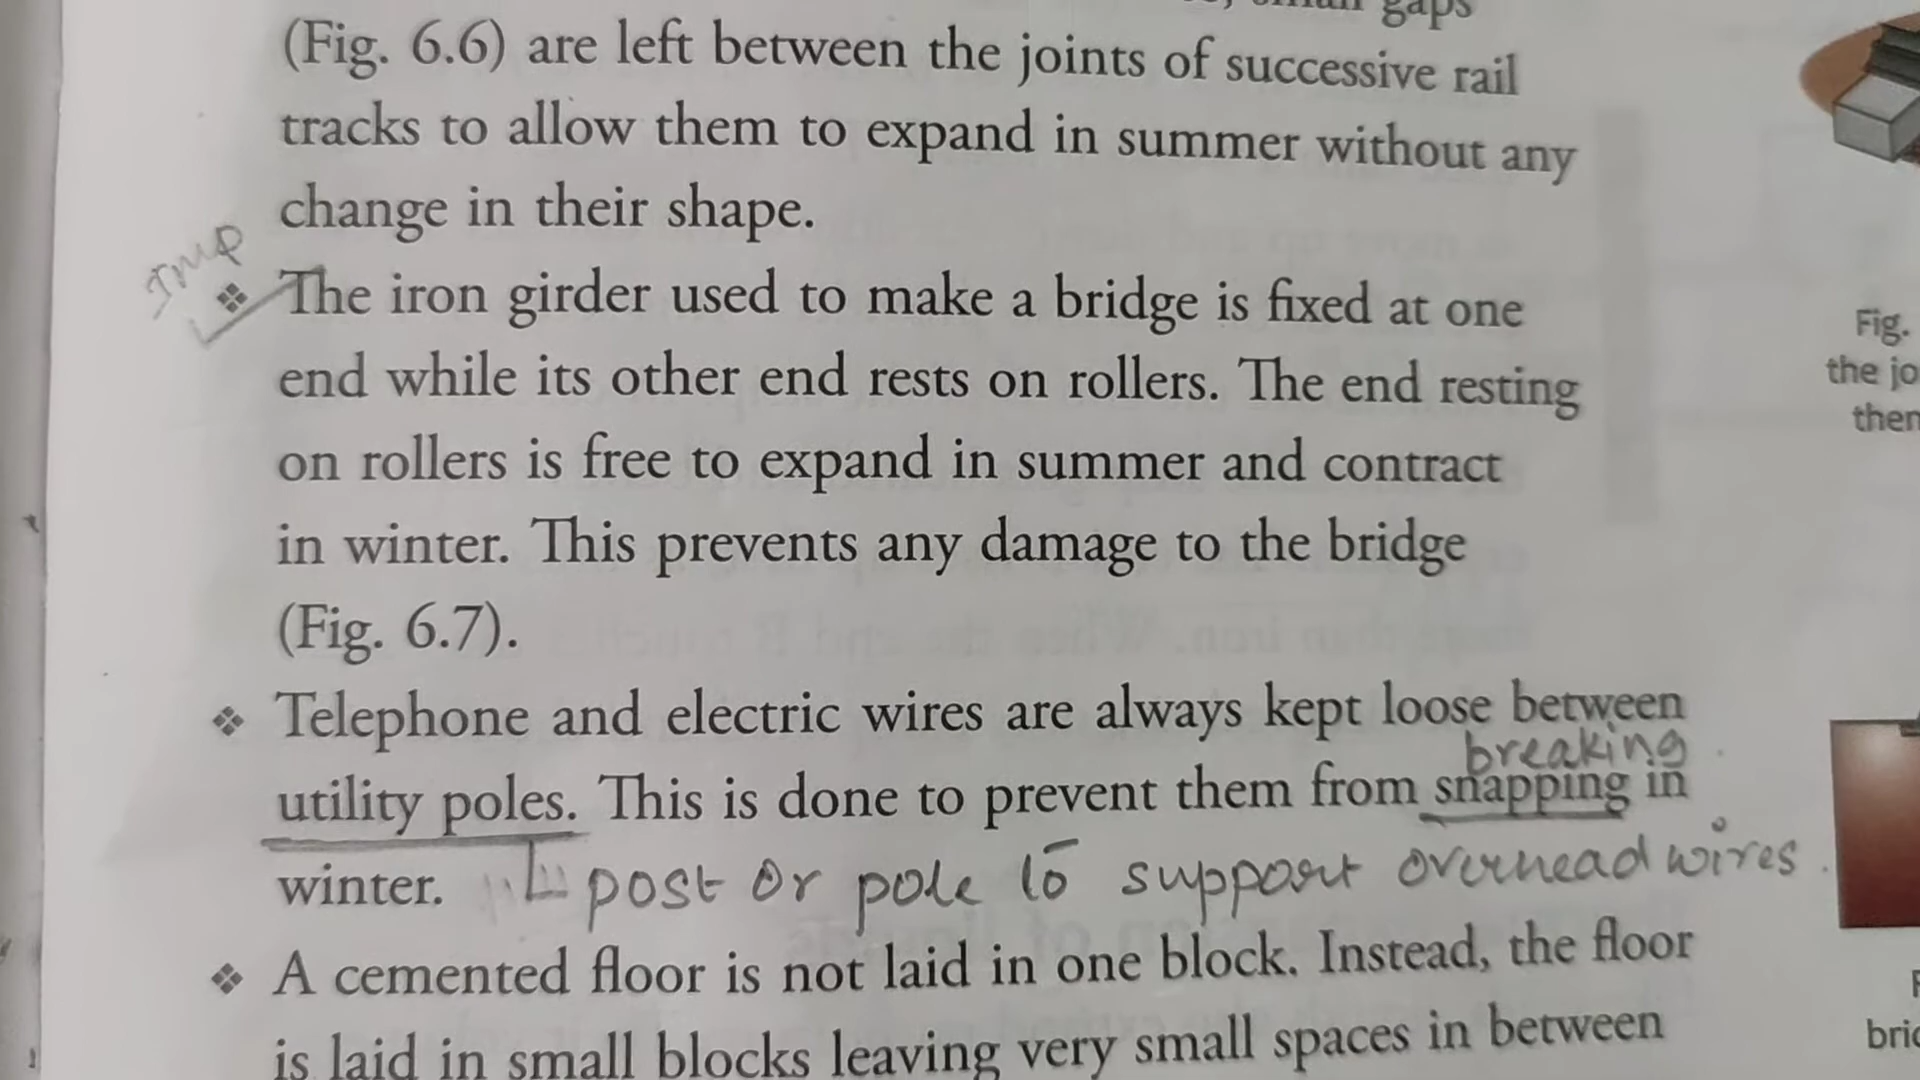 gaps
(Fig. 6.6) are left between the joints of successive rail
tracks to allow them to expand in summer without any
change in their shape.
Imp
❖ The iron girder used to make a bridge is fixed at one
end while its other end rests on rollers. The end resting
on rollers is free to expand in summer and contract
in winter. This prevents any damage to the bridge
(Fig. 6.7).
❖ Telephone and electric wires are always kept loose between
breaking
utility poles. This is done to prevent them from snapping in
winter.
post or pole to support overhead wires.
❖ A cemented floor is not laid in one block. Instead, the floor
is laid in small blocks leaving very small spaces in between
Fig.
the jo
then
bric